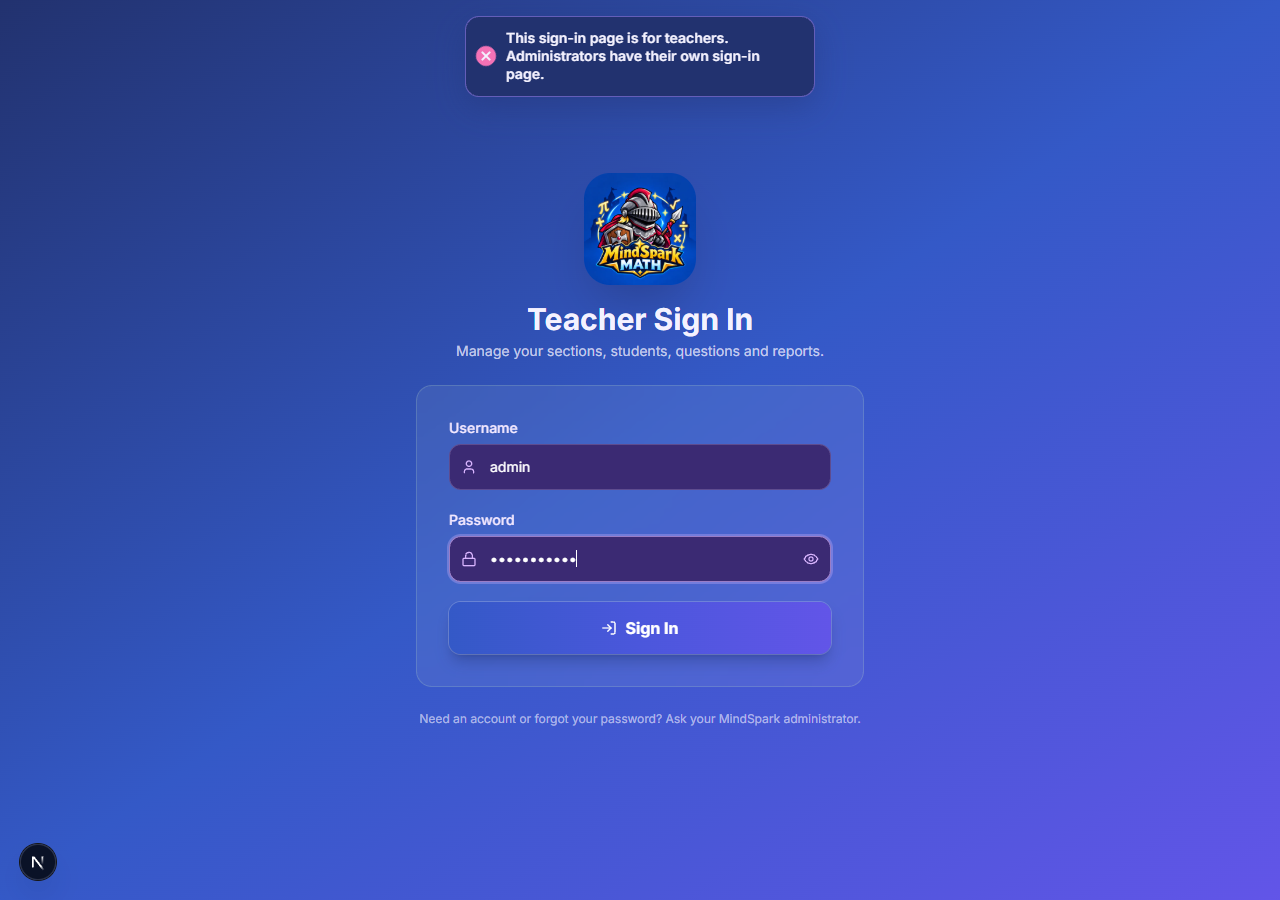 This sign-in page is for teachers.
Administrators have their own sign-in
page.
MindSpark
MATH
Teacher Sign In
Manage your sections, students, questions and reports.
Username
admin
Password
•••••••••••
Sign In
Need an account or forgot your password? Ask your MindSpark administrator.
N